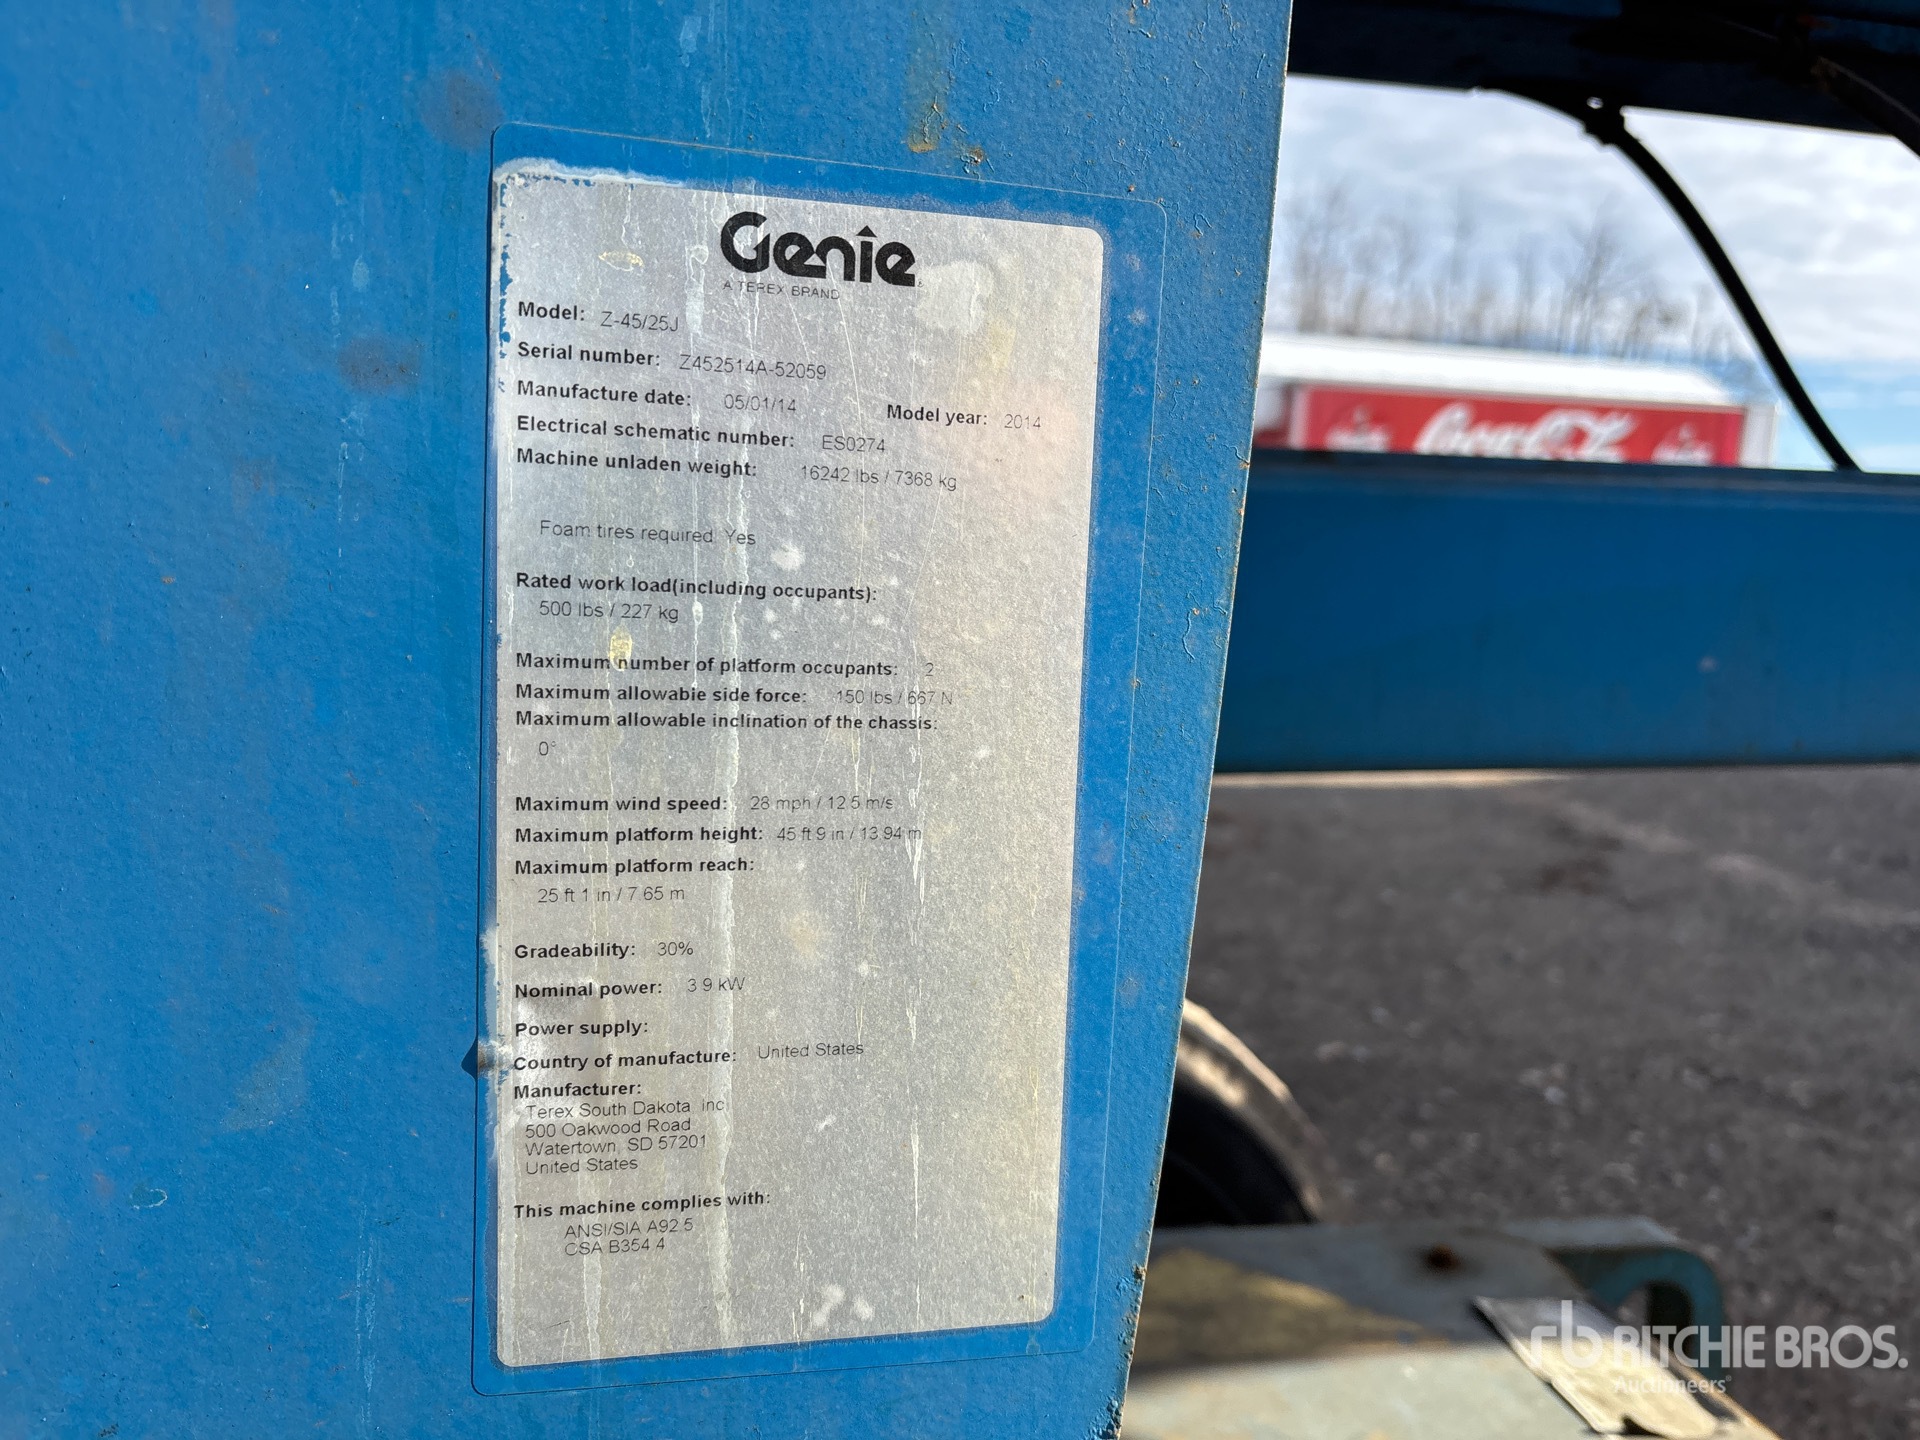 Genie
A TEREX BRAND
Model: Z-45/25J
Serial number: Z452514A-52059
Manufacture date: 05/01/14 Model year: 2014
Electrical schematic number: ES0274
Machine unladen weight: 16242 lbs / 7368 kg
Foam tires required Yes
Rated work load(including occupants):
500 lbs / 227 kg
Maximum number of platform occupants: 2
Maximum allowable side force: 150 lbs / 667 N
Maximum allowable inclination of the chassis:
0°
Maximum wind speed: 28 mph / 12.5 m/s
Maximum platform height: 45 ft 9 in / 13.94 m
Maximum platform reach:
25 ft 1 in / 7.65 m
Gradeability: 30%
Nominal power: 3.9 kW
Power supply:
Country of manufacture: United States
Manufacturer:
Terex South Dakota, Inc.
500 Oakwood Road
Watertown, SD 57201
United States
This machine complies with:
ANSI/SIA A92.5
CSA B354.4
Coca-Cola
rb RITCHIE BROS.
Auctioneers